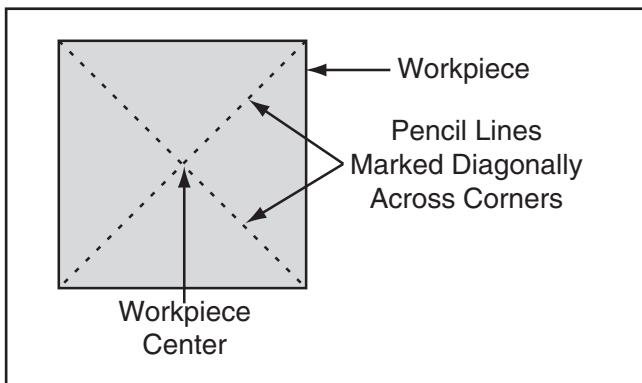 Workpiece
Pencil Lines
Marked Diagonally
Across Corners
Workpiece
Center